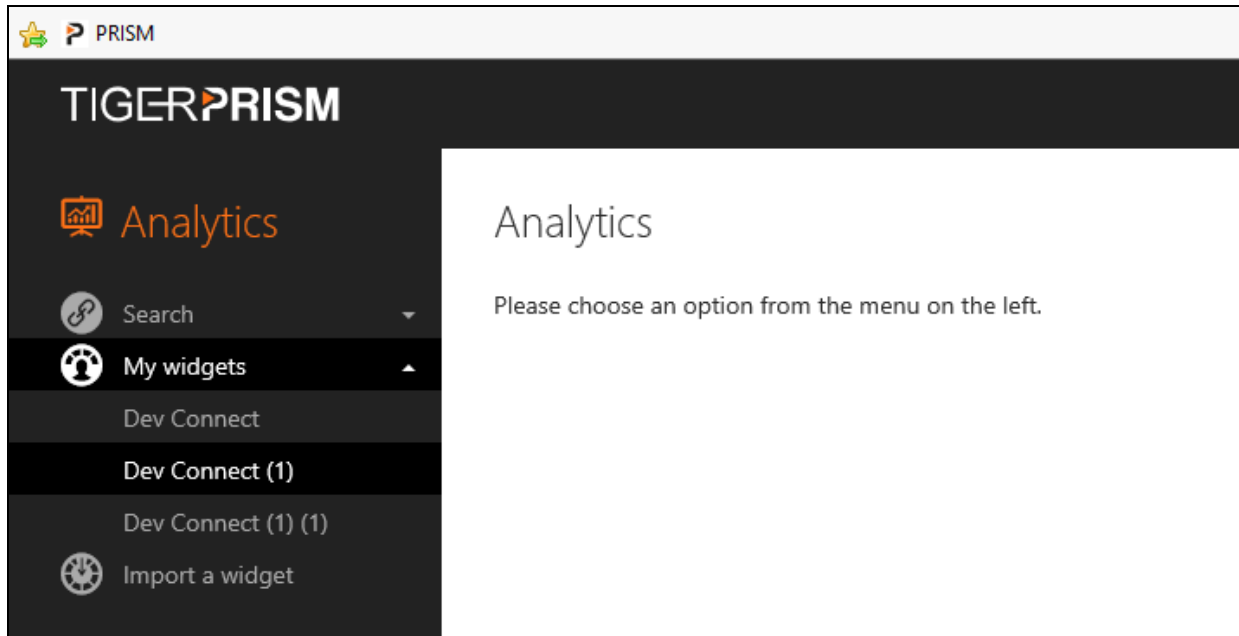 PRISM
TIGERPRISM
Analytics
Search
My widgets
Dev Connect
Dev Connect (1)
Dev Connect (1) (1)
Import a widget
Analytics
Please choose an option from the menu on the left.